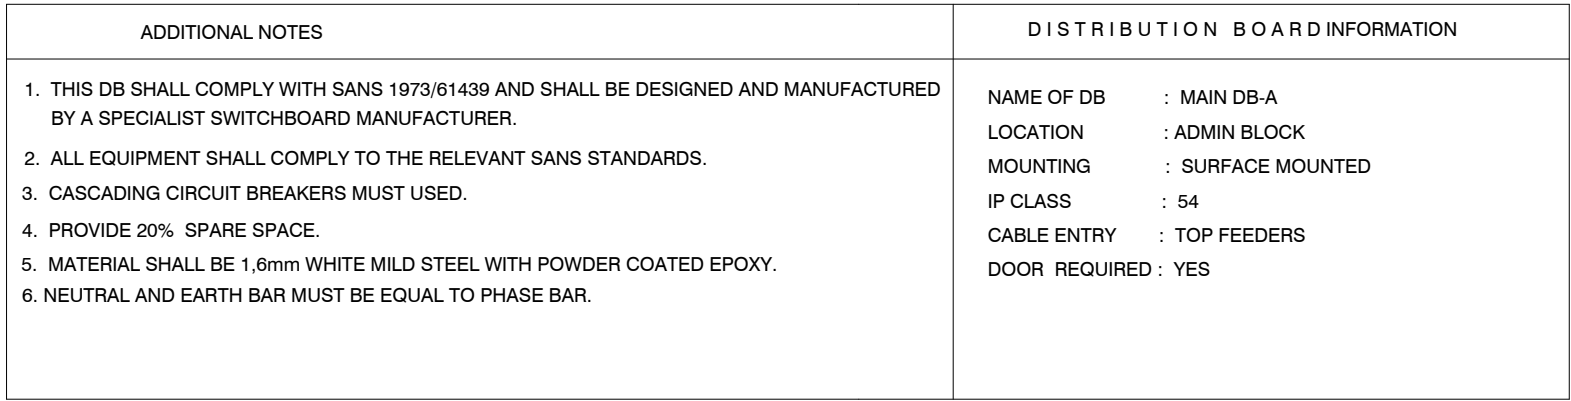 ADDITIONAL NOTES
1. THIS DB SHALL COMPLY WITH SANS 1973/61439 AND SHALL BE DESIGNED AND MANUFACTURED
BY A SPECIALIST SWITCHBOARD MANUFACTURER.
2. ALL EQUIPMENT SHALL COMPLY TO THE RELEVANT SANS STANDARDS.
3. CASCADING CIRCUIT BREAKERS MUST USED.
4. PROVIDE 20% SPARE SPACE.
5. MATERIAL SHALL BE 1,6mm WHITE MILD STEEL WITH POWDER COATED EPOXY.
6. NEUTRAL AND EARTH BAR MUST BE EQUAL TO PHASE BAR.
DISTRIBUTION BOARD INFORMATION
NAME OF DB : MAIN DB-A
LOCATION : ADMIN BLOCK
MOUNTING : SURFACE MOUNTED
IP CLASS : 54
CABLE ENTRY : TOP FEEDERS
DOOR REQUIRED : YES